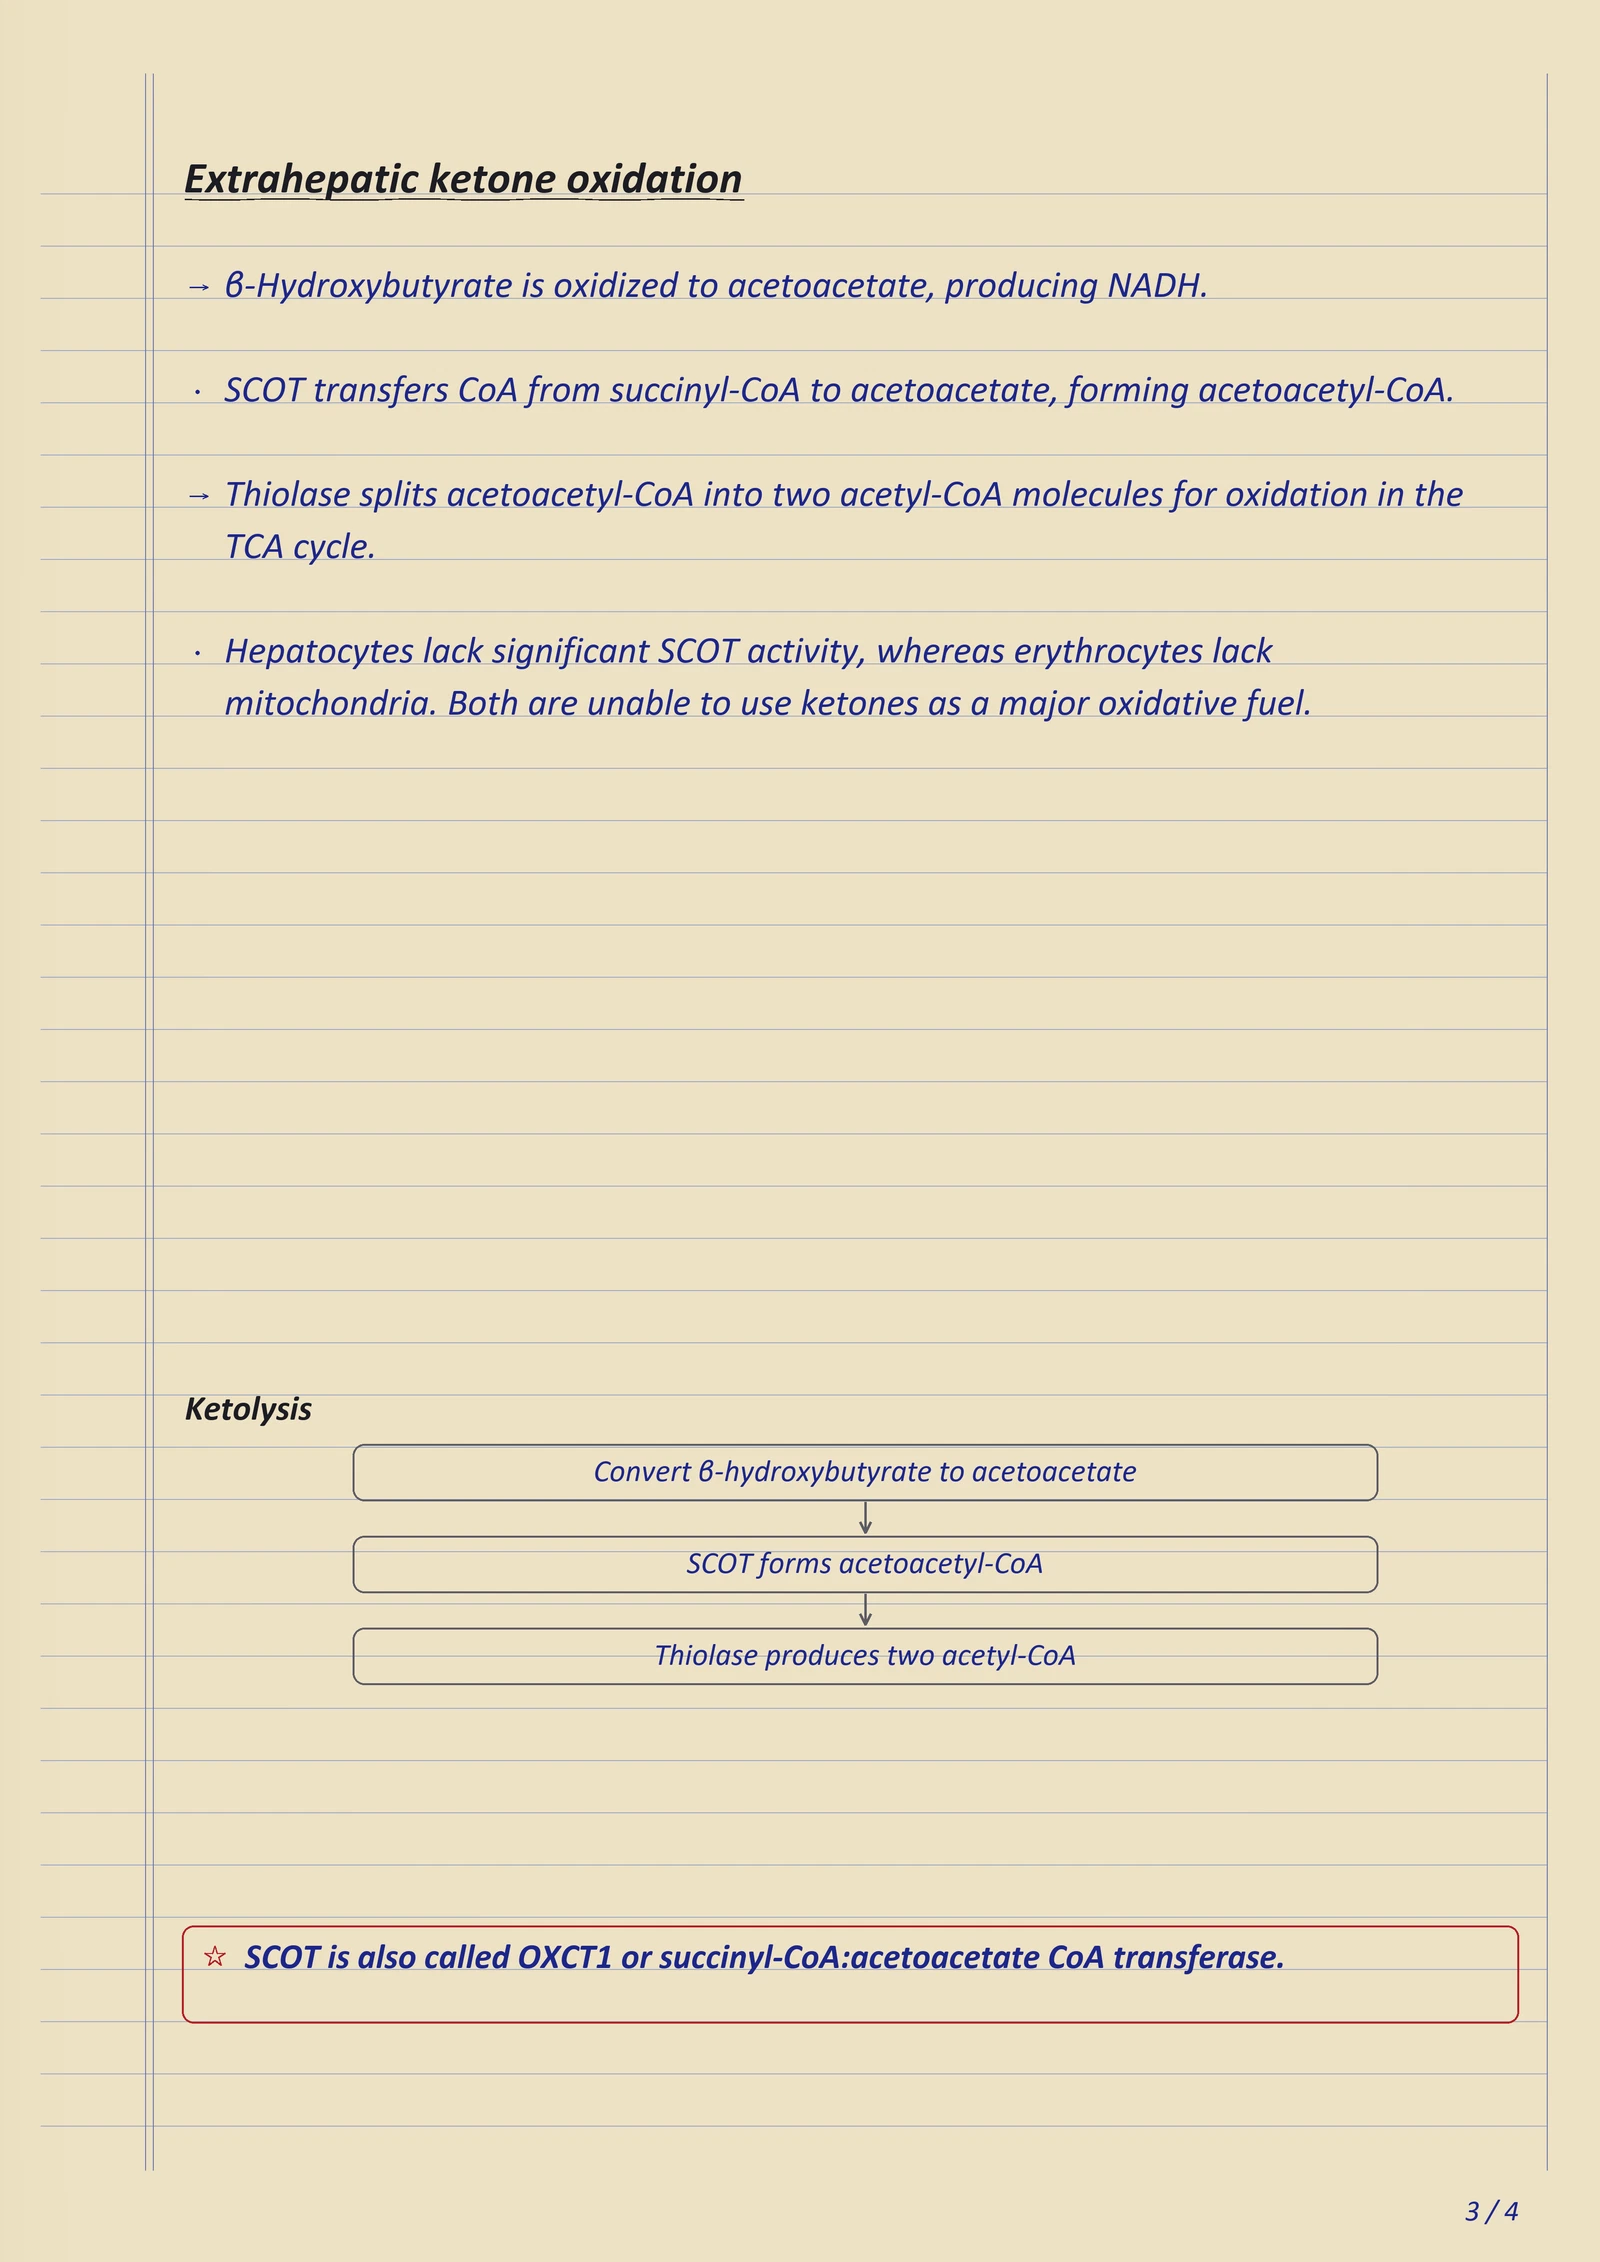 Extrahepatic ketone oxidation
→ β-Hydroxybutyrate is oxidized to acetoacetate, producing NADH.
· SCOT transfers CoA from succinyl-CoA to acetoacetate, forming acetoacetyl-CoA.
→ Thiolase splits acetoacetyl-CoA into two acetyl-CoA molecules for oxidation in the
TCA cycle.
· Hepatocytes lack significant SCOT activity, whereas erythrocytes lack
mitochondria. Both are unable to use ketones as a major oxidative fuel.
Ketolysis
Convert β-hydroxybutyrate to acetoacetate
SCOT forms acetoacetyl-CoA
Thiolase produces two acetyl-CoA
☆ SCOT is also called OXCT1 or succinyl-CoA:acetoacetate CoA transferase.
3 / 4